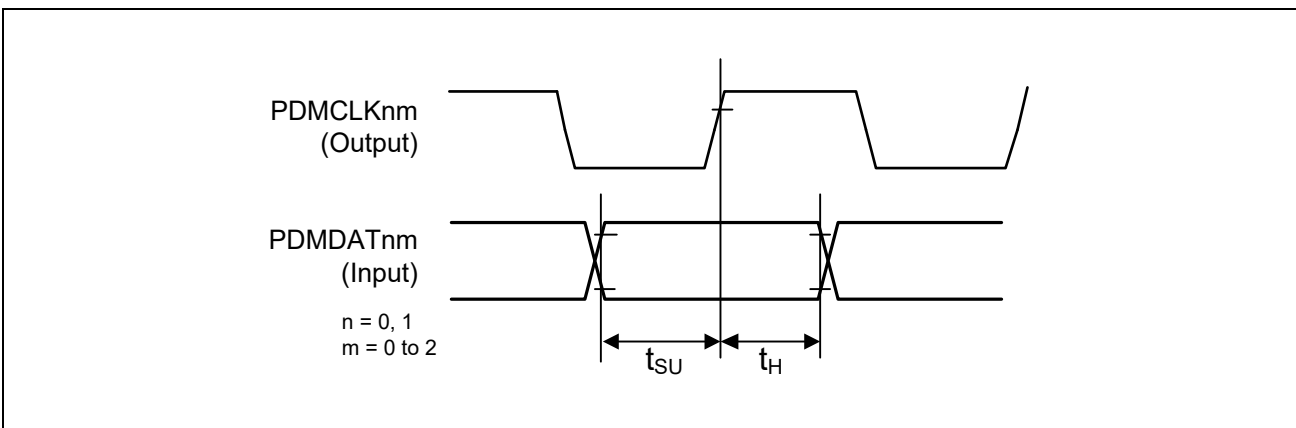 PDMCLKnm
(Output)
PDMDATnm
(Input)
n = 0, 1
m = 0 to 2
tSU
tH